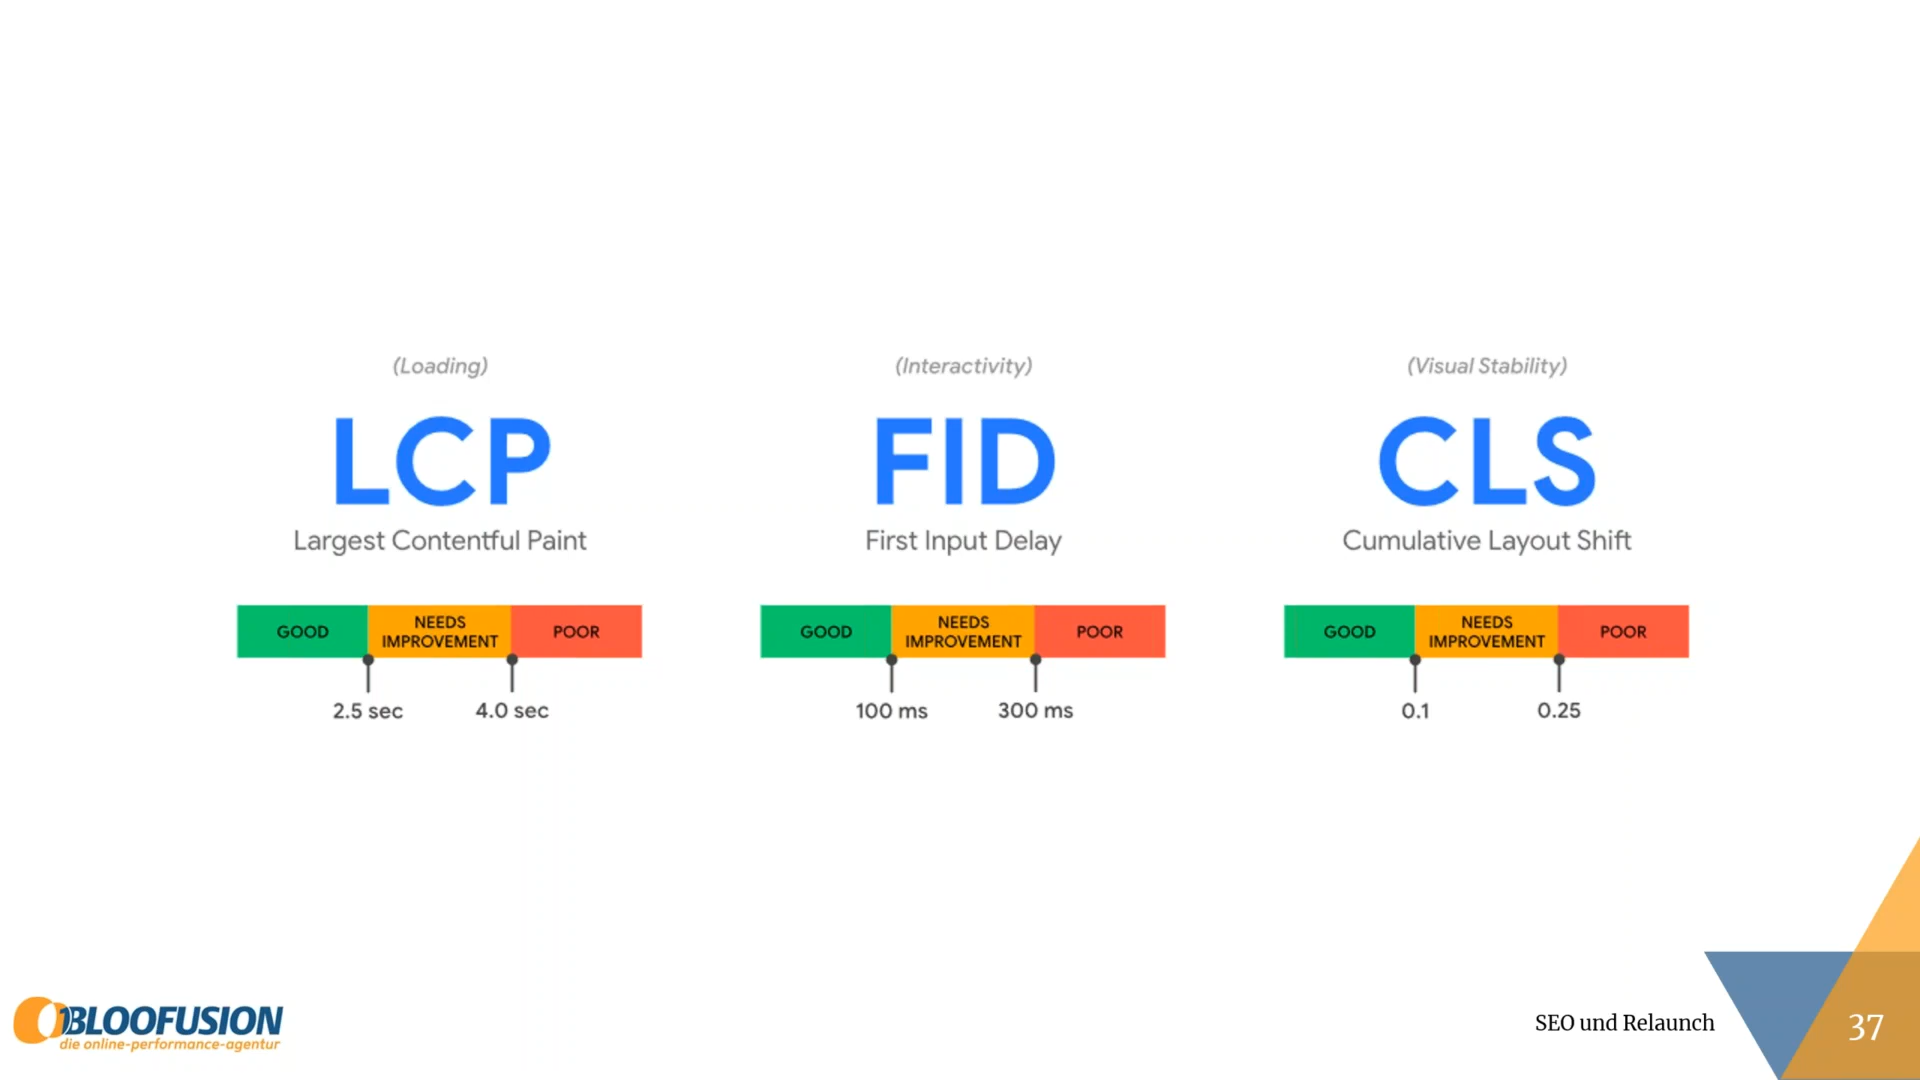 (Loading)
LCP
Largest Contentful Paint
GOOD
NEEDS
IMPROVEMENT
POOR
2.5 sec
4.0 sec
(Interactivity)
FID
First Input Delay
GOOD
NEEDS
IMPROVEMENT
POOR
100 ms
300 ms
(Visual Stability)
CLS
Cumulative Layout Shift
GOOD
NEEDS
IMPROVEMENT
POOR
0.1
0.25
BLOOFUSION
die online-performance-agentur
SEO und Relaunch
37